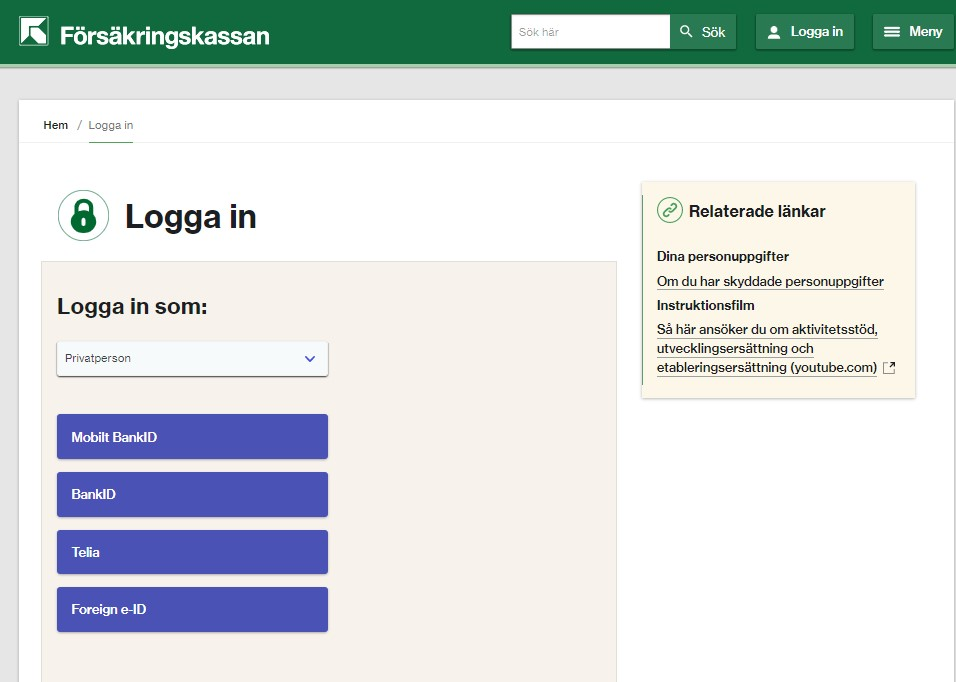 Försäkringskassan
Sök här
Sök
Logga in
Meny
Hem / Logga in
Logga in
Logga in som:
Privatperson
Mobilt BankID
BankID
Telia
Foreign e-ID
Relaterade länkar
Dina personuppgifter
Om du har skyddade personuppgifter
Instruktionsfilm
Så här ansöker du om aktivitetsstöd,
utvecklingsersättning och
etableringsersättning (youtube.com)